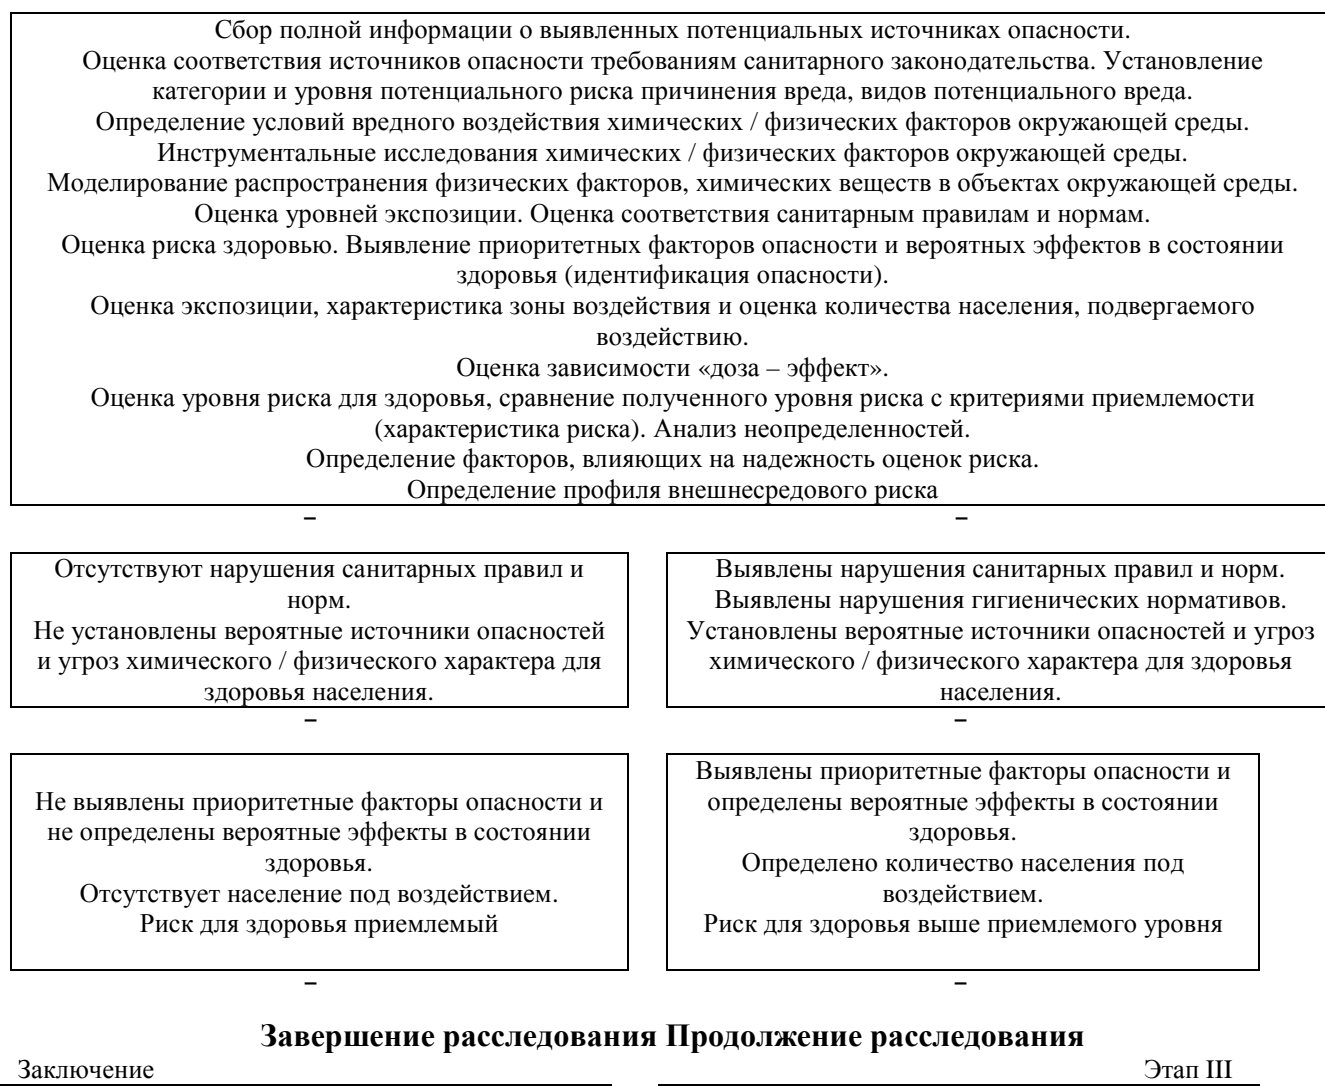 Сбор полной информации о выявленных потенциальных источниках опасности.
Оценка соответствия источников опасности требованиям санитарного законодательства. Установление
категории и уровня потенциального риска причинения вреда, видов потенциального вреда.
Определение условий вредного воздействия химических / физических факторов окружающей среды.
Инструментальные исследования химических / физических факторов окружающей среды.
Моделирование распространения физических факторов, химических веществ в объектах окружающей среды.
Оценка уровней экспозиции. Оценка соответствия санитарным правилам и нормам.
Оценка риска здоровью. Выявление приоритетных факторов опасности и вероятных эффектов в состоянии
здоровья (идентификация опасности).
Оценка экспозиции, характеристика зоны воздействия и оценка количества населения, подвергаемого
воздействию.
Оценка зависимости «доза – эффект».
Оценка уровня риска для здоровья, сравнение полученного уровня риска с критериями приемлемости
(характеристика риска). Анализ неопределенностей.
Определение факторов, влияющих на надежность оценок риска.
Определение профиля внешнесредового риска
– –
Отсутствуют нарушения санитарных правил и
норм.
Не установлены вероятные источники опасностей
и угроз химического / физического характера для
здоровья населения.
–
Выявлены нарушения санитарных правил и норм.
Выявлены нарушения гигиенических нормативов.
Установлены вероятные источники опасностей и угроз
химического / физического характера для здоровья
населения.
–
Не выявлены приоритетные факторы опасности и
не определены вероятные эффекты в состоянии
здоровья.
Отсутствует население под воздействием.
Риск для здоровья приемлемый
–
Выявлены приоритетные факторы опасности и
определены вероятные эффекты в состоянии
здоровья.
Определено количество населения под
воздействием.
Риск для здоровья выше приемлемого уровня
–
Завершение расследования Продолжение расследования
Заключение Этап III